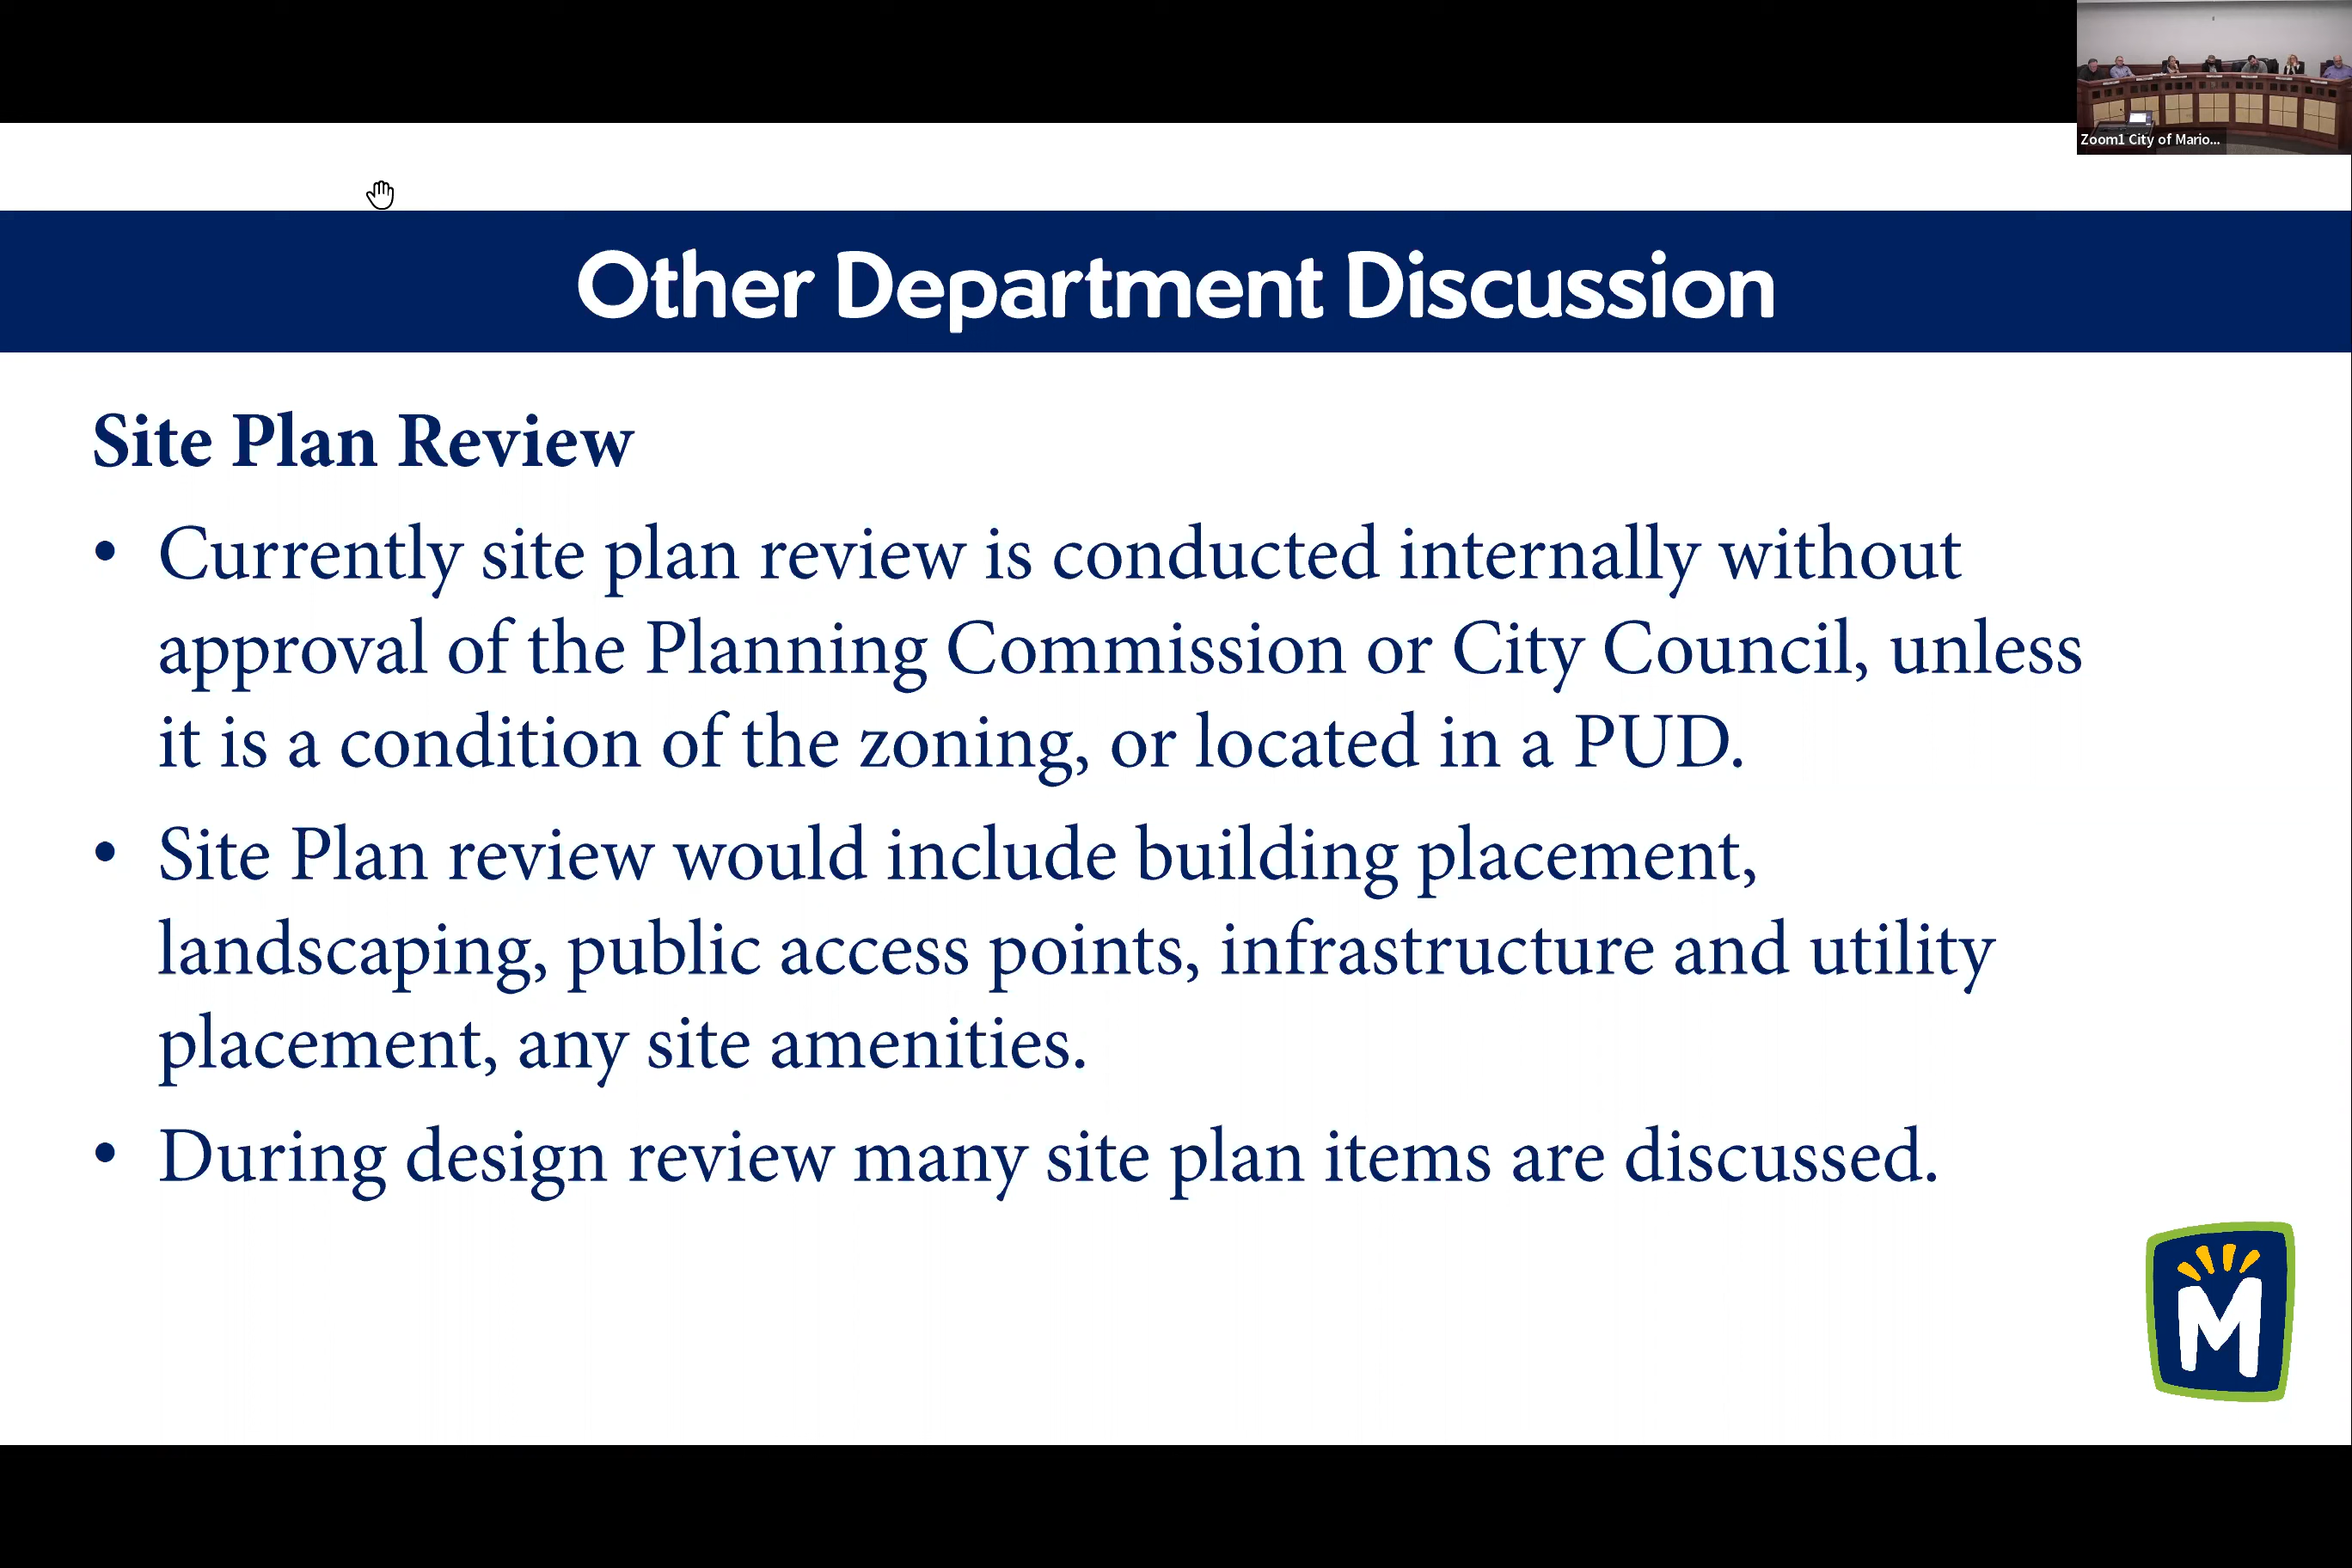 Zoom1 City of Mario...
Other Department Discussion
Site Plan Review
• Currently site plan review is conducted internally without
approval of the Planning Commission or City Council, unless
it is a condition of the zoning, or located in a PUD.
• Site Plan review would include building placement,
landscaping, public access points, infrastructure and utility
placement, any site amenities.
• During design review many site plan items are discussed.
M